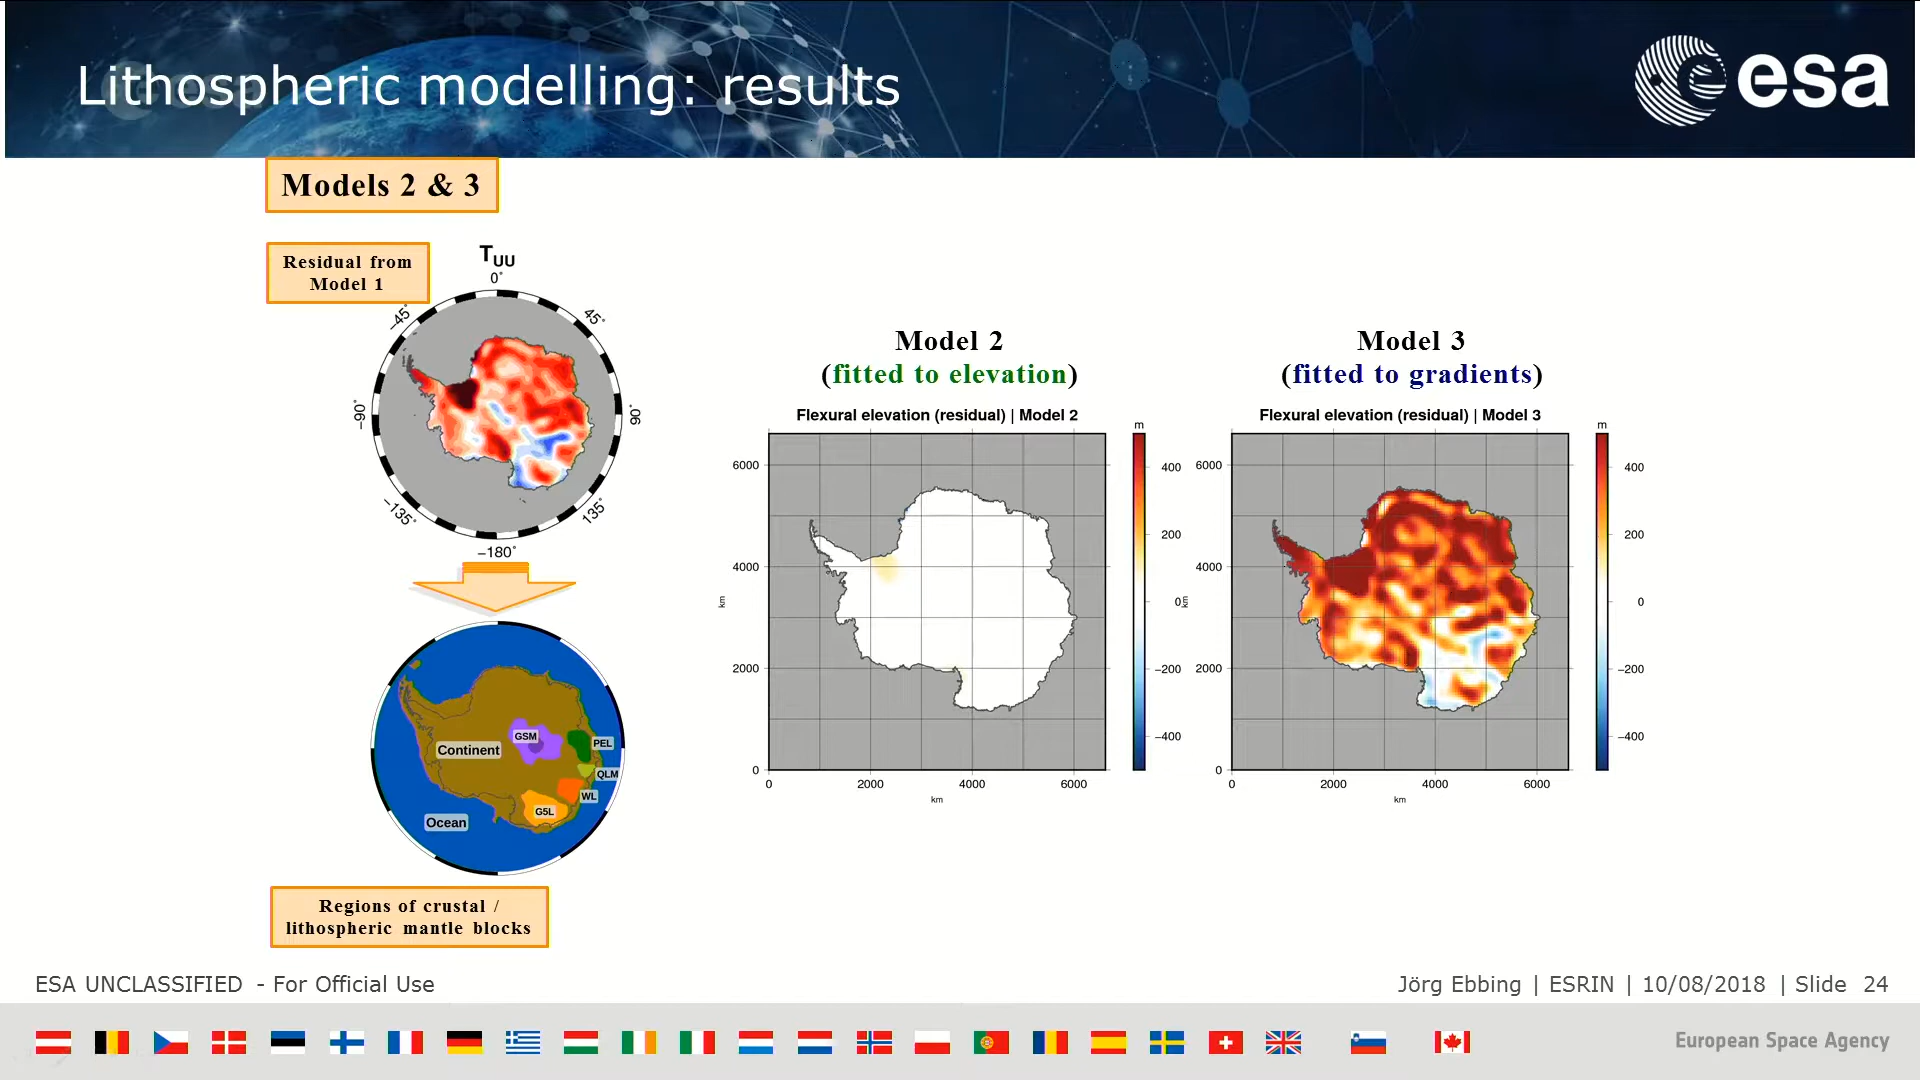 Lithospheric modelling: results
esa
Models 2 & 3
Residual from
Model 1
TUU
0°
45°
90°
135°
−180°
−135°
−90°
−45°
Continent
Ocean
GSM
PEL
QLM
WL
G5L
Regions of crustal /
lithospheric mantle blocks
Model 2
(fitted to elevation)
Flexural elevation (residual) | Model 2
m
6000
4000
2000
0
km
0
2000
4000
6000
km
400
200
0
−200
−400
Model 3
(fitted to gradients)
Flexural elevation (residual) | Model 3
m
6000
4000
2000
0
km
0
2000
4000
6000
km
400
200
0
−200
−400
ESA UNCLASSIFIED - For Official Use
Jörg Ebbing | ESRIN | 10/08/2018 | Slide 24
European Space Agency